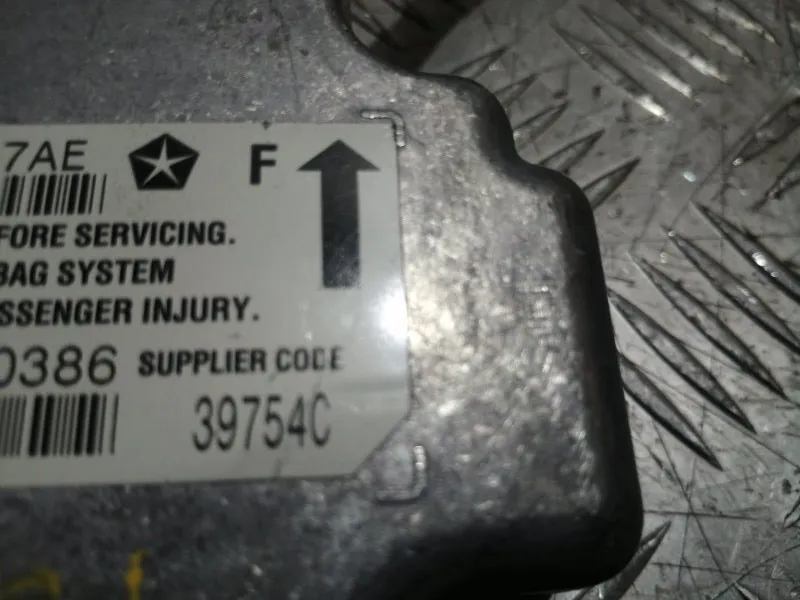 7AE F
FORE SERVICING.
BAG SYSTEM
SSENGER INJURY.
0386 SUPPLIER CODE
39754C